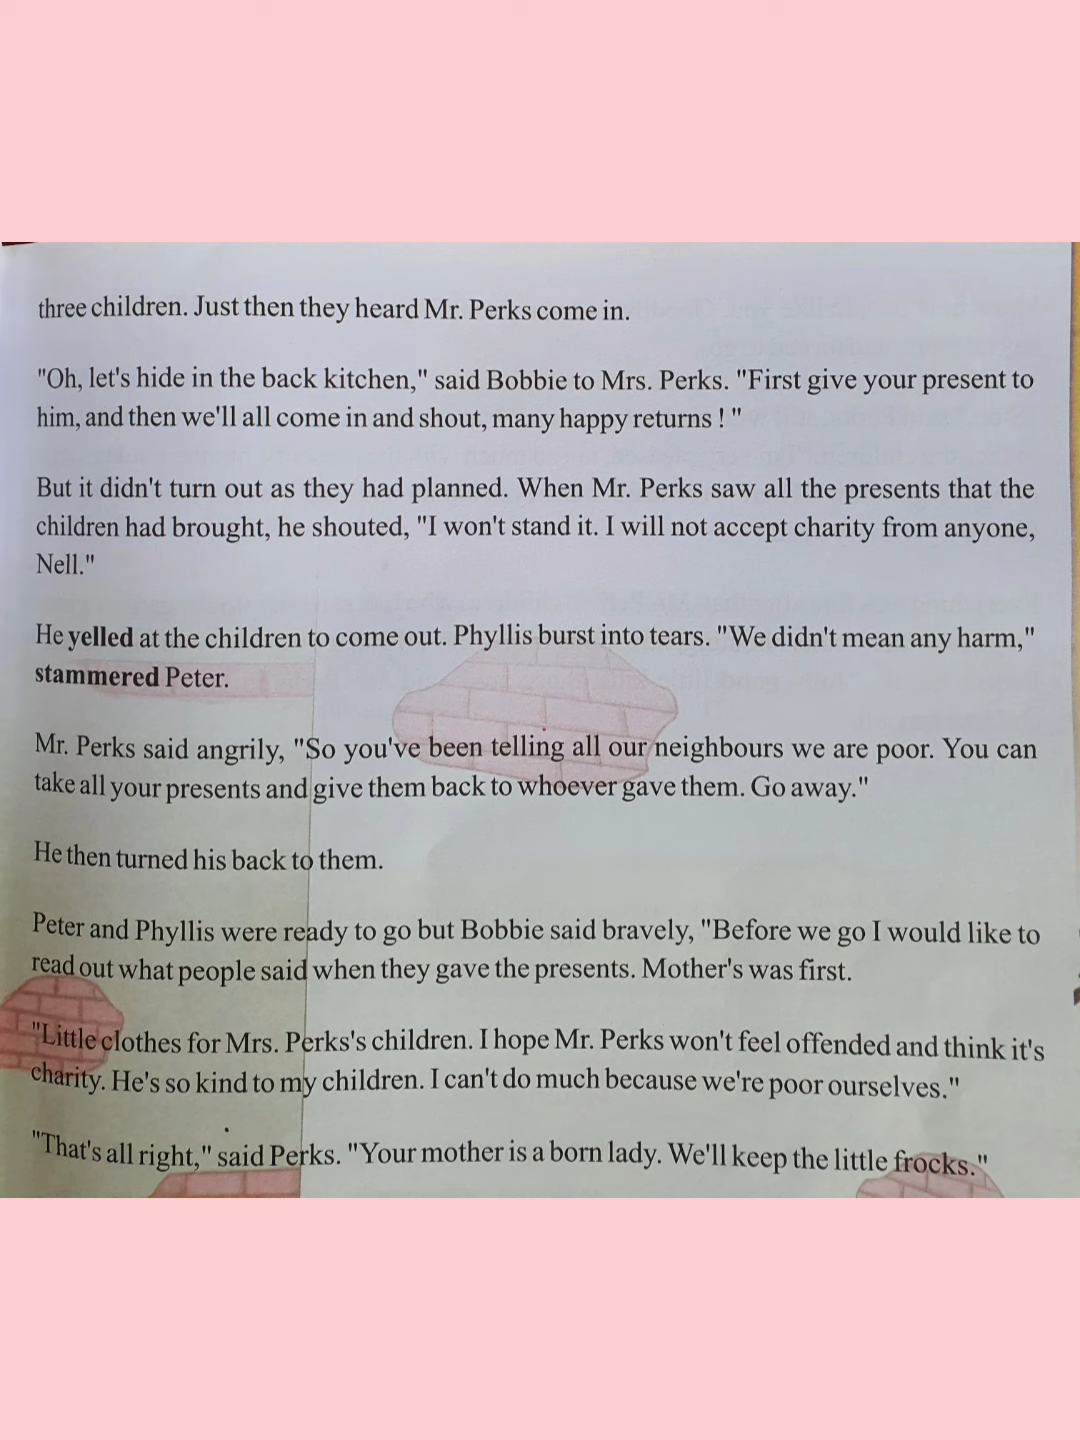 three children. Just then they heard Mr. Perks come in.
"Oh, let's hide in the back kitchen," said Bobbie to Mrs. Perks. "First give your present to
him, and then we'll all come in and shout, many happy returns ! "
But it didn't turn out as they had planned. When Mr. Perks saw all the presents that the
children had brought, he shouted, "I won't stand it. I will not accept charity from anyone,
Nell."
He yelled at the children to come out. Phyllis burst into tears. "We didn't mean any harm,"
stammered Peter.
Mr. Perks said angrily, "So you've been telling all our neighbours we are poor. You can
take all your presents and give them back to whoever gave them. Go away."
He then turned his back to them.
Peter and Phyllis were ready to go but Bobbie said bravely, "Before we go I would like to
read out what people said when they gave the presents. Mother's was first.
"Little clothes for Mrs. Perks's children. I hope Mr. Perks won't feel offended and think it's
charity. He's so kind to my children. I can't do much because we're poor ourselves."
"That's all right," said Perks. "Your mother is a born lady. We'll keep the little frocks."